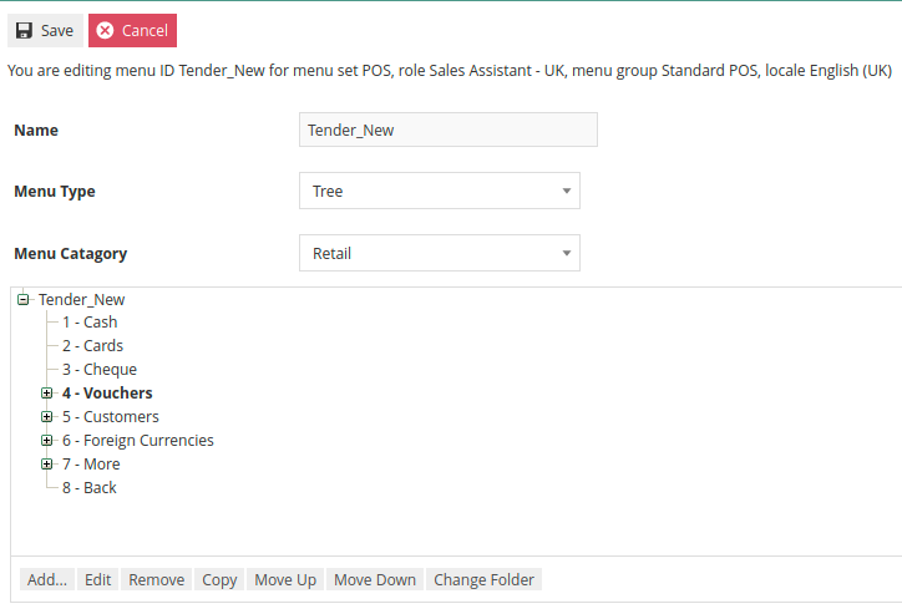 Save Cancel
You are editing menu ID Tender_New for menu set POS, role Sales Assistant - UK, menu group Standard POS, locale English (UK)
Name Tender_New
Menu Type Tree
Menu Catagory Retail
Tender_New
1 - Cash
2 - Cards
3 - Cheque
4 - Vouchers
5 - Customers
6 - Foreign Currencies
7 - More
8 - Back
Add... Edit Remove Copy Move Up Move Down Change Folder